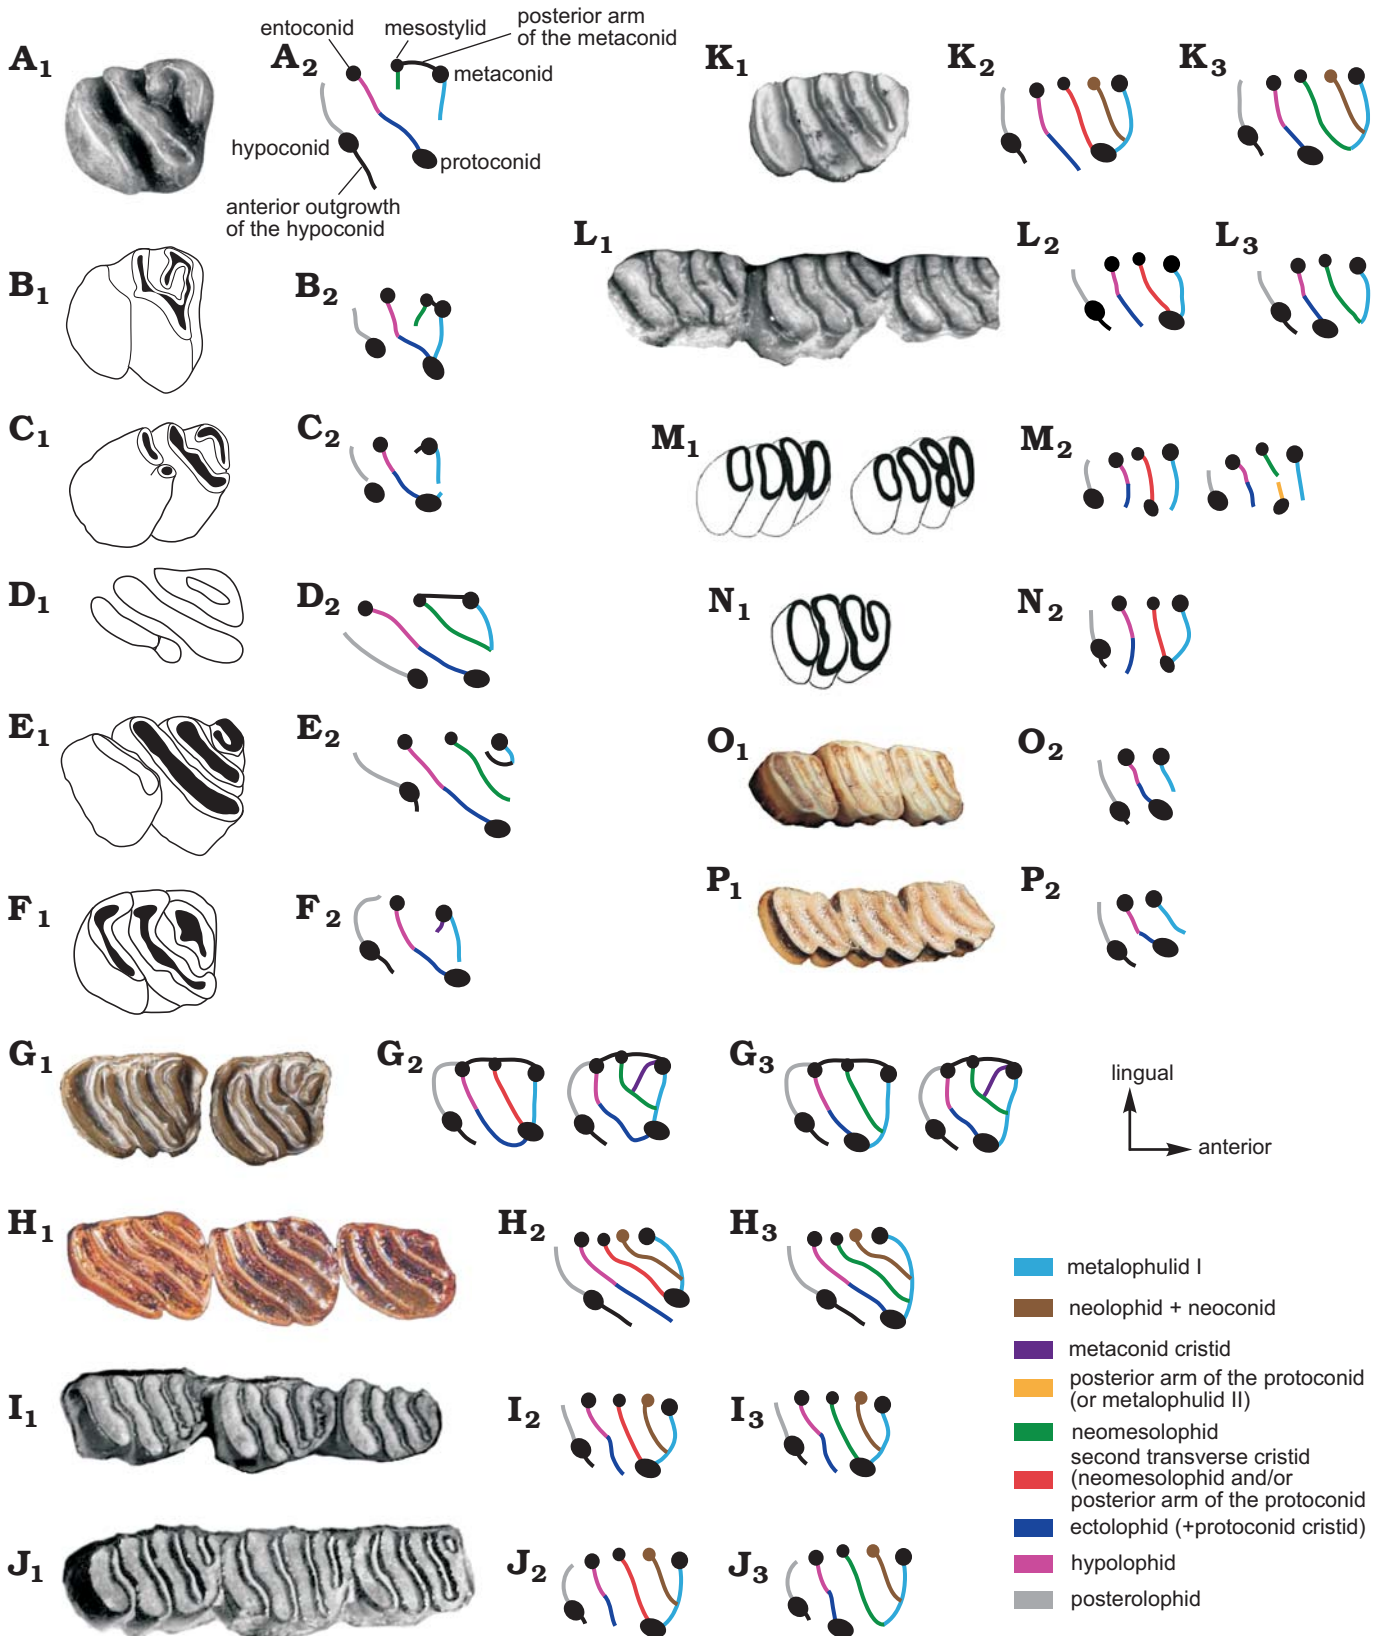 A1
A2
entoconid
mesostylid
posterior arm
of the metaconid
metaconid
hypoconid
protoconid
anterior outgrowth
of the hypoconid
K1
K2
K3
B1
B2
L1
L2
L3
C1
C2
M1
M2
D1
D2
N1
N2
E1
E2
O1
O2
F1
F2
P1
P2
G1
G2
G3
lingual
anterior
H1
H2
H3
I1
I2
I3
J1
J2
J3
metalophulid I
neolophid + neoconid
metaconid cristid
posterior arm of the protoconid
(or metalophulid II)
neomesolophid
second transverse cristid
(neomesolophid and/or
posterior arm of the protoconid
ectolophid (+protoconid cristid)
hypolophid
posterolophid